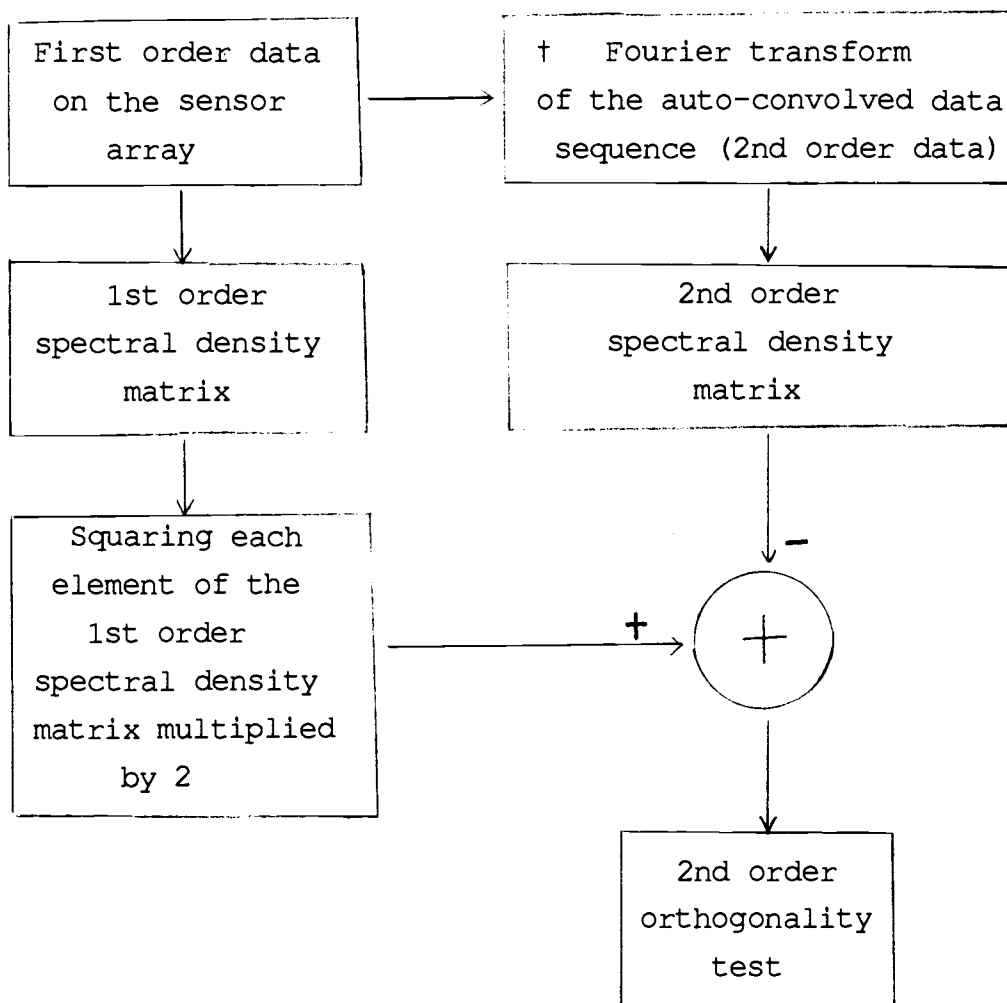 First order data
on the sensor
array
† Fourier transform
of the auto-convolved data
sequence (2nd order data)
1st order
spectral density
matrix
2nd order
spectral density
matrix
Squaring each
element of the
1st order
spectral density
matrix multiplied
by 2
+
−
+
2nd order
orthogonality
test